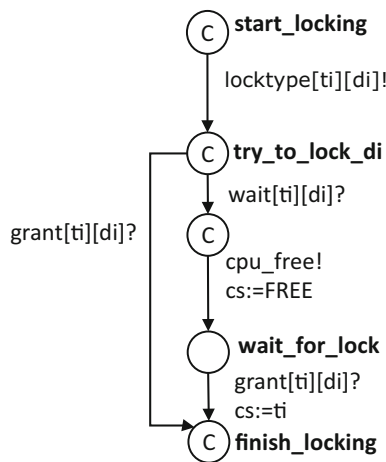 C start_locking
locktype[ti][di]!
C try_to_lock_di
wait[ti][di]?
grant[ti][di]?
C
cpu_free!
cs:=FREE
wait_for_lock
grant[ti][di]?
cs:=ti
C finish_locking